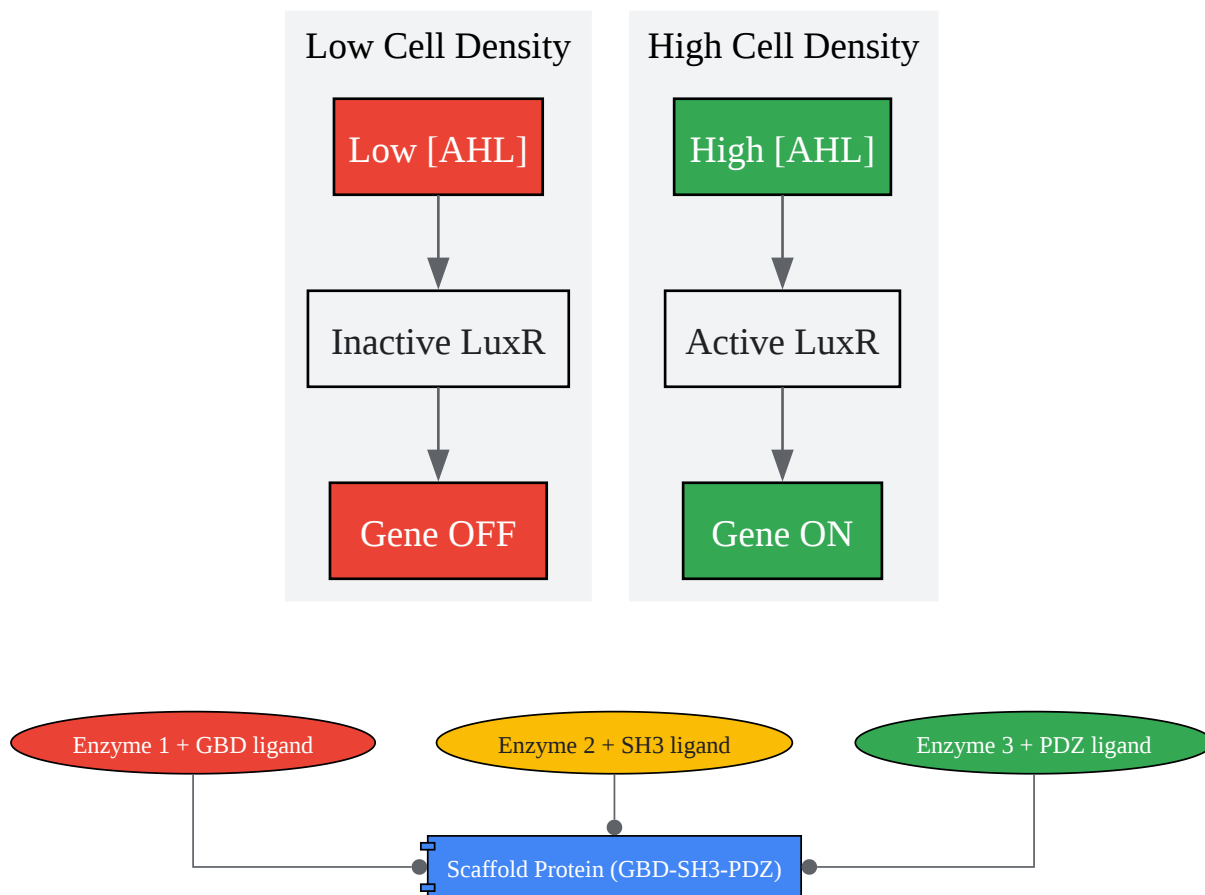 Low Cell Density
High Cell Density
Low [AHL]
High [AHL]
Inactive LuxR
Active LuxR
Gene OFF
Gene ON
Enzyme 1 + GBD ligand
Enzyme 2 + SH3 ligand
Enzyme 3 + PDZ ligand
Scaffold Protein (GBD-SH3-PDZ)